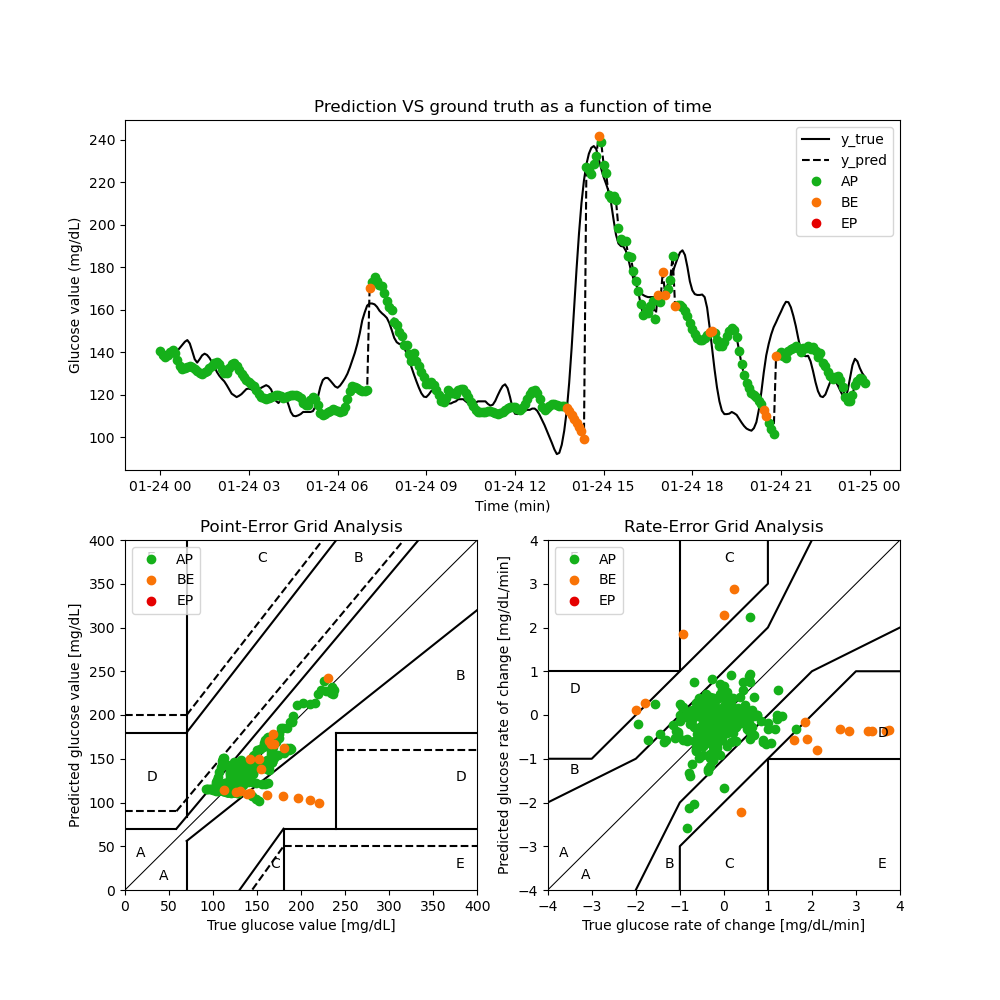 Prediction VS ground truth as a function of time
Glucose value (mg/dL)
240
220
200
180
160
140
120
100
y_true
y_pred
AP
BE
EP
01-24 00 01-24 03 01-24 06 01-24 09 01-24 12 01-24 15 01-24 18 01-24 21 01-25 00
Time (min)
Point-Error Grid Analysis
Predicted glucose value [mg/dL]
400
350
300
250
200
150
100
50
0
AP
BE
EP
C B
B
D D
A
A C E
0 50 100 150 200 250 300 350 400
True glucose value [mg/dL]
Rate-Error Grid Analysis
Predicted glucose rate of change [mg/dL/min]
4
3
2
1
0
−1
−2
−3
−4
AP
BE
EP
C
D
D
B
A
A B C E
−4 −3 −2 −1 0 1 2 3 4
True glucose rate of change [mg/dL/min]